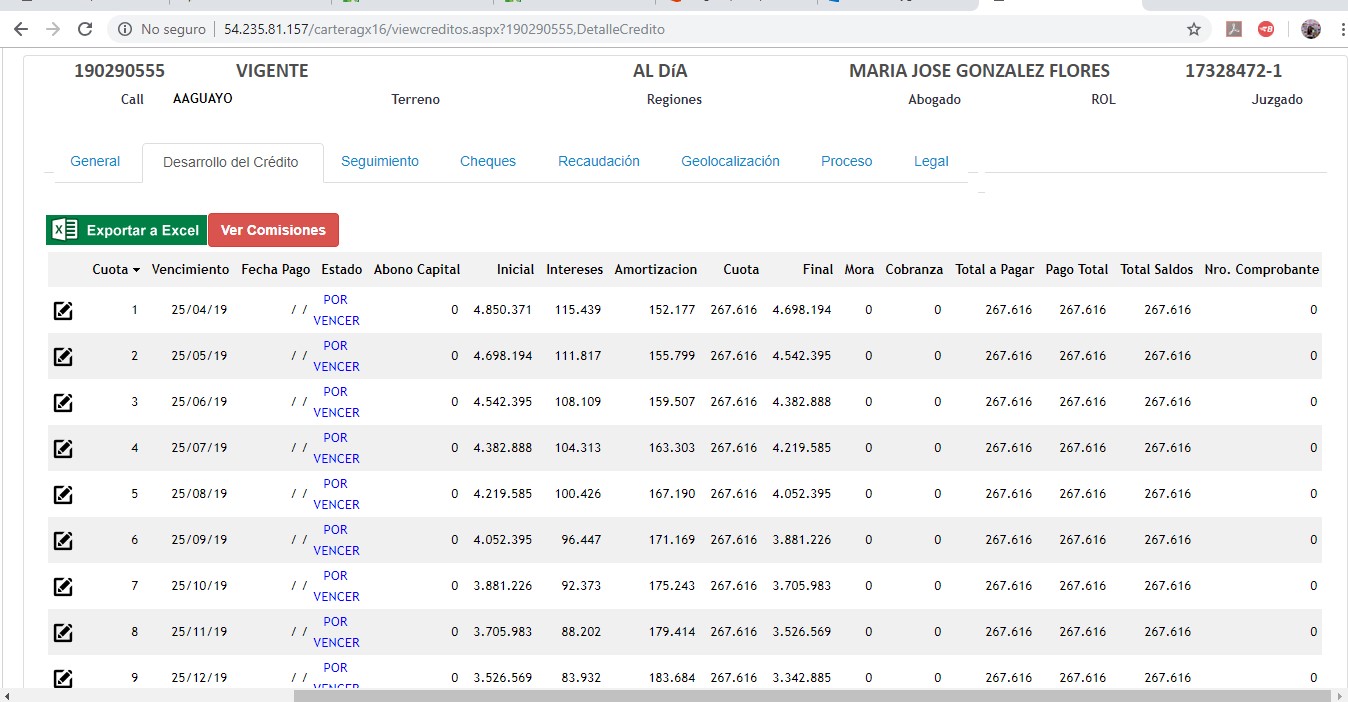 No seguro 54.235.81.157/carteragx16/viewcreditos.aspx?190290555,DetalleCredito
190290555 VIGENTE AL DíA MARIA JOSE GONZALEZ FLORES 17328472-1
Call AAGUAYO Terreno Regiones Abogado ROL Juzgado
General Desarrollo del Crédito Seguimiento Cheques Recaudación Geolocalización Proceso Legal
Exportar a Excel Ver Comisiones
Cuota Vencimiento Fecha Pago Estado Abono Capital Inicial Intereses Amortizacion Cuota Final Mora Cobranza Total a Pagar Pago Total Total Saldos Nro. Comprobante
1 25/04/19 / / POR VENCER 0 4.850.371 115.439 152.177 267.616 4.698.194 0 0 267.616 267.616 267.616 0
2 25/05/19 / / POR VENCER 0 4.698.194 111.817 155.799 267.616 4.542.395 0 0 267.616 267.616 267.616 0
3 25/06/19 / / POR VENCER 0 4.542.395 108.109 159.507 267.616 4.382.888 0 0 267.616 267.616 267.616 0
4 25/07/19 / / POR VENCER 0 4.382.888 104.313 163.303 267.616 4.219.585 0 0 267.616 267.616 267.616 0
5 25/08/19 / / POR VENCER 0 4.219.585 100.426 167.190 267.616 4.052.395 0 0 267.616 267.616 267.616 0
6 25/09/19 / / POR VENCER 0 4.052.395 96.447 171.169 267.616 3.881.226 0 0 267.616 267.616 267.616 0
7 25/10/19 / / POR VENCER 0 3.881.226 92.373 175.243 267.616 3.705.983 0 0 267.616 267.616 267.616 0
8 25/11/19 / / POR VENCER 0 3.705.983 88.202 179.414 267.616 3.526.569 0 0 267.616 267.616 267.616 0
9 25/12/19 / / POR VENCER 0 3.526.569 83.932 183.684 267.616 3.342.885 0 0 267.616 267.616 267.616 0